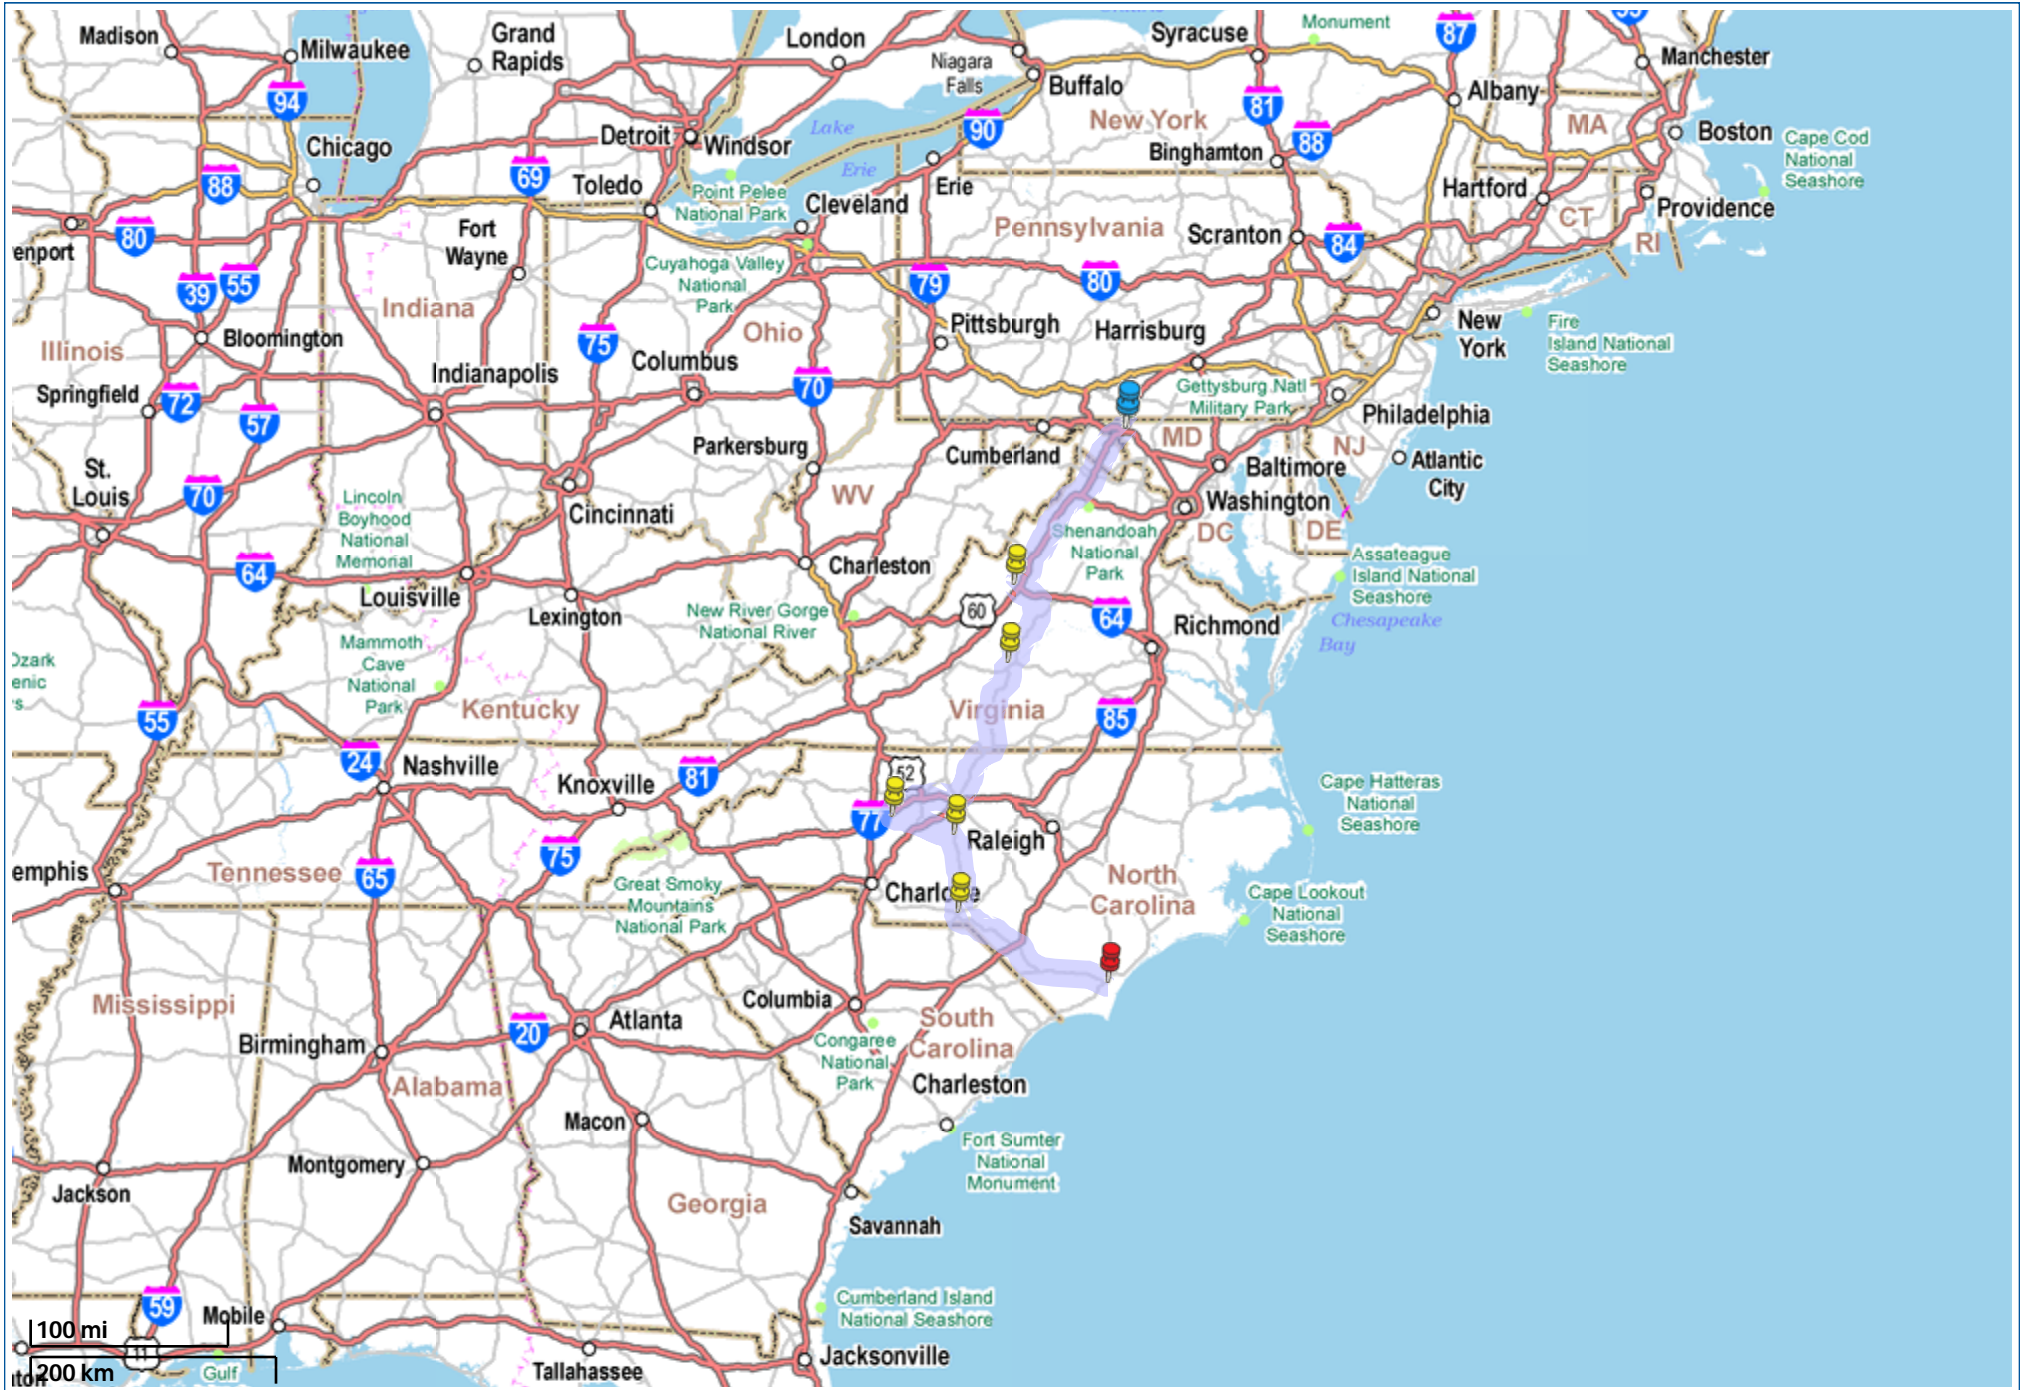 Madison
Milwaukee
Grand
Rapids
London
Niagara
Falls
Buffalo
Syracuse
Monument
87
Manchester
94
Chicago
Detroit
Windsor
Lake
Erie
90
New York
81
88
Binghamton
Albany
MA
Boston
Cape Cod
National
Seashore
88
69
Toledo
Point Pelee
National Park
Cleveland
Erie
Pennsylvania
Scranton
84
Hartford
CT
Providence
RI
80
enport
39
55
Fort
Wayne
Cuyahoga Valley
National
Park
79
80
Indiana
75
Ohio
Pittsburgh
Harrisburg
New
York
Fire
Island National
Seashore
Illinois
Bloomington
Indianapolis
Columbus
70
Gettysburg Natl
Military Park
Springfield
72
57
Philadelphia
Parkersburg
Cumberland
MD
NJ
Baltimore
Atlantic
City
St.
Louis
70
Lincoln
Boyhood
National
Memorial
Cincinnati
WV
Washington
DC
DE
Shenandoah
National
Park
64
Louisville
Lexington
Charleston
New River Gorge
National River
60
64
Richmond
Assateague
Island National
Seashore
Chesapeake
Bay
Ozark
enic
s.
Mammoth
Cave
National
Park
55
Kentucky
Virginia
85
24
Nashville
Knoxville
81
52
77
Raleigh
Cape Hatteras
National
Seashore
emphis
Tennessee
65
75
Great Smoky
Mountains
National Park
Charlotte
North
Carolina
Cape Lookout
National
Seashore
Mississippi
Birmingham
20
Atlanta
Columbia
Congaree
National
Park
South
Carolina
Alabama
Charleston
Macon
Fort Sumter
National
Monument
Jackson
Montgomery
Georgia
Savannah
59
Mobile
Cumberland Island
National Seashore
100 mi
11
200 km
Gulf
Tallahassee
Jacksonville